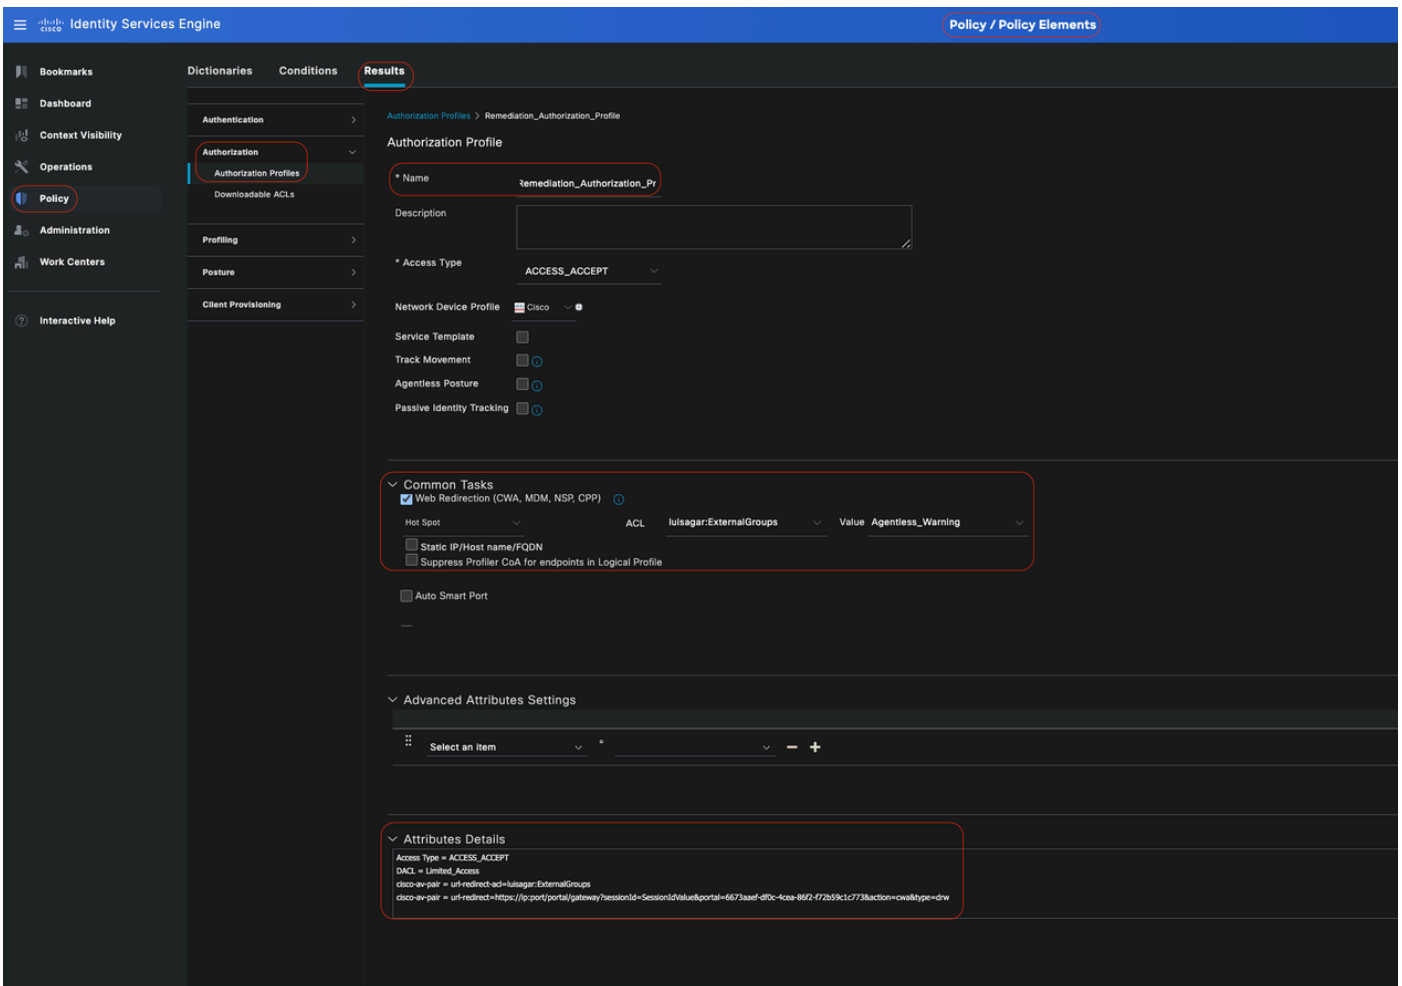 cisco Identity Services Engine
Policy / Policy Elements
Bookmarks
Dashboard
Context Visibility
Operations
Policy
Administration
Work Centers
Interactive Help
Dictionaries Conditions Results
Authentication
Authorization
Authorization Profiles
Downloadable ACLs
Profiling
Posture
Client Provisioning
Authorization Profiles > Remediation_Authorization_Profile
Authorization Profile
* Name Remediation_Authorization_Pr
Description
* Access Type ACCESS_ACCEPT
Network Device Profile Cisco
Service Template
Track Movement
Agentless Posture
Passive Identity Tracking
Common Tasks
Web Redirection (CWA, MDM, NSP, CPP)
Hot Spot ACL luisagar:ExternalGroups Value Agentless_Warning
Static IP/Host name/FQDN
Suppress Profiler CoA for endpoints in Logical Profile
Auto Smart Port
Advanced Attributes Settings
Select an item =
Attributes Details
Access Type = ACCESS_ACCEPT
DACL = Limited_Access
cisco-av-pair = url-redirect-acl=luisagar:ExternalGroups
cisco-av-pair = url-redirect=https://ip:port/portal/gateway?sessionId=SessionIdValue&portal=6673aaef-df0c-4cea-86f2-f72b59c1c773&action=cwa&type=drw